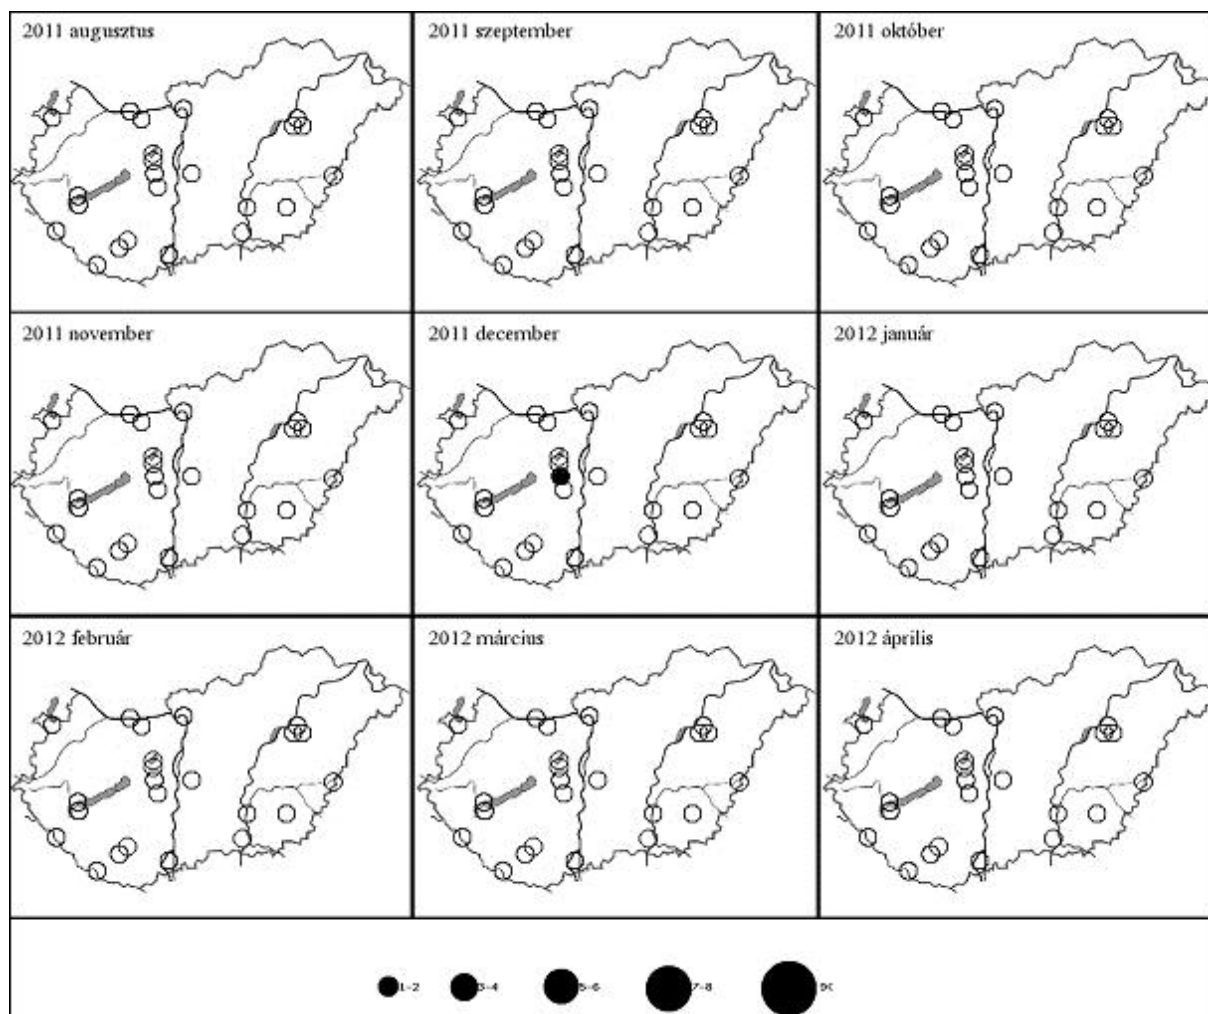 2011 augusztus
2011 szeptember
2011 október
2011 november
2011 december
2012 január
2012 február
2012 március
2012 április
1-2
3-4
5-6
7-8
9<